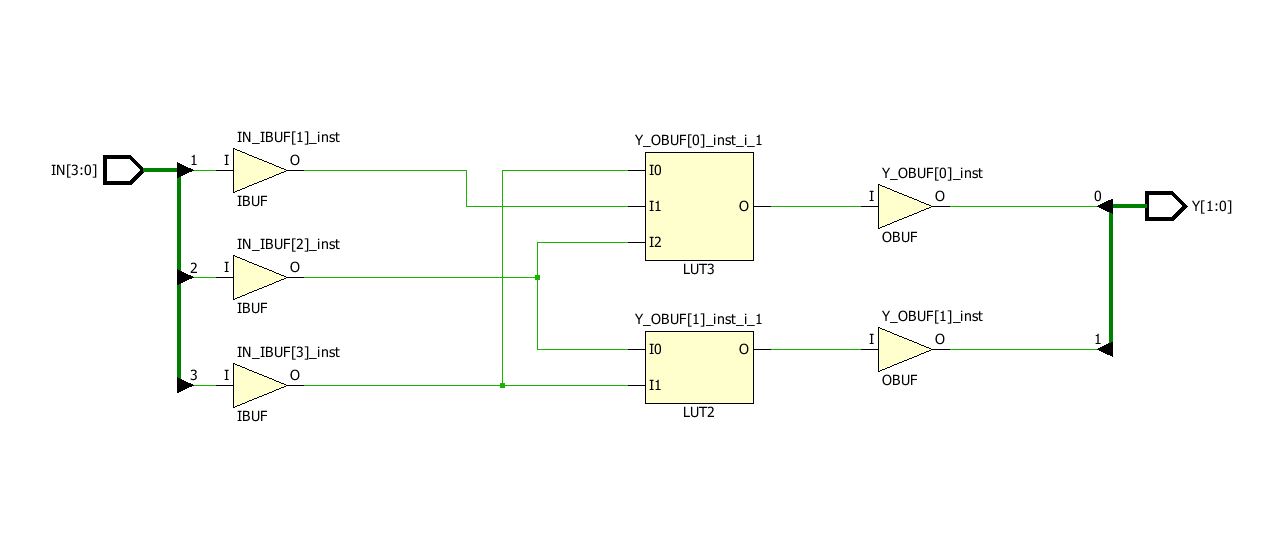 IN_IBUF[1]_inst
Y_OBUF[0]_inst_i_1
IN[3:0]
1
I
O
I0
Y_OBUF[0]_inst
IBUF
I1
O
I
O
0
Y[1:0]
IN_IBUF[2]_inst
I2
OBUF
2
I
O
LUT3
IBUF
Y_OBUF[1]_inst_i_1
Y_OBUF[1]_inst
IN_IBUF[3]_inst
I0
O
I
O
1
3
I
O
I1
OBUF
IBUF
LUT2